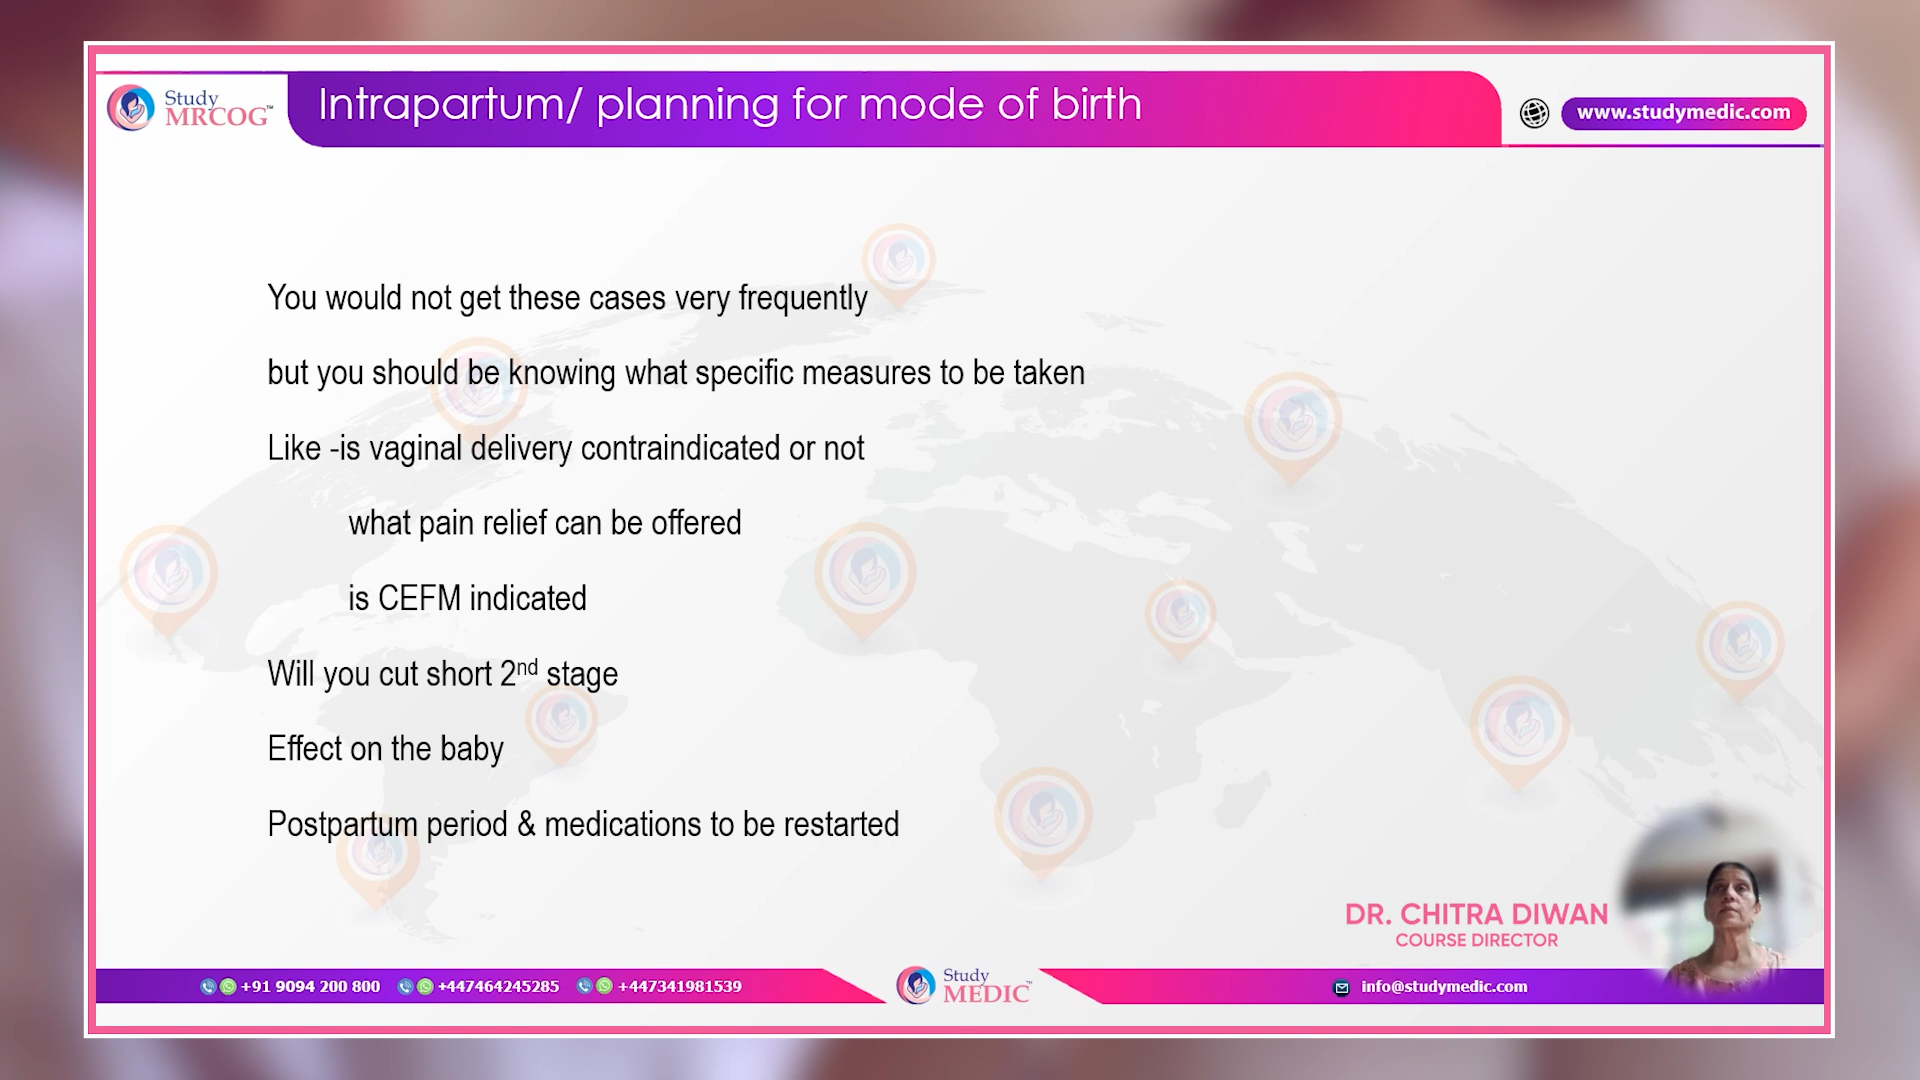 Study
MRCOG™
Intrapartum/ planning for mode of birth
www.studymedic.com
You would not get these cases very frequently
but you should be knowing what specific measures to be taken
Like -is vaginal delivery contraindicated or not
what pain relief can be offered
is CEFM indicated
Will you cut short 2nd stage
Effect on the baby
Postpartum period & medications to be restarted
DR. CHITRA DIWAN
COURSE DIRECTOR
+91 9094 200 800 +447464245285 +447341981539
Study
MEDIC™
info@studymedic.com